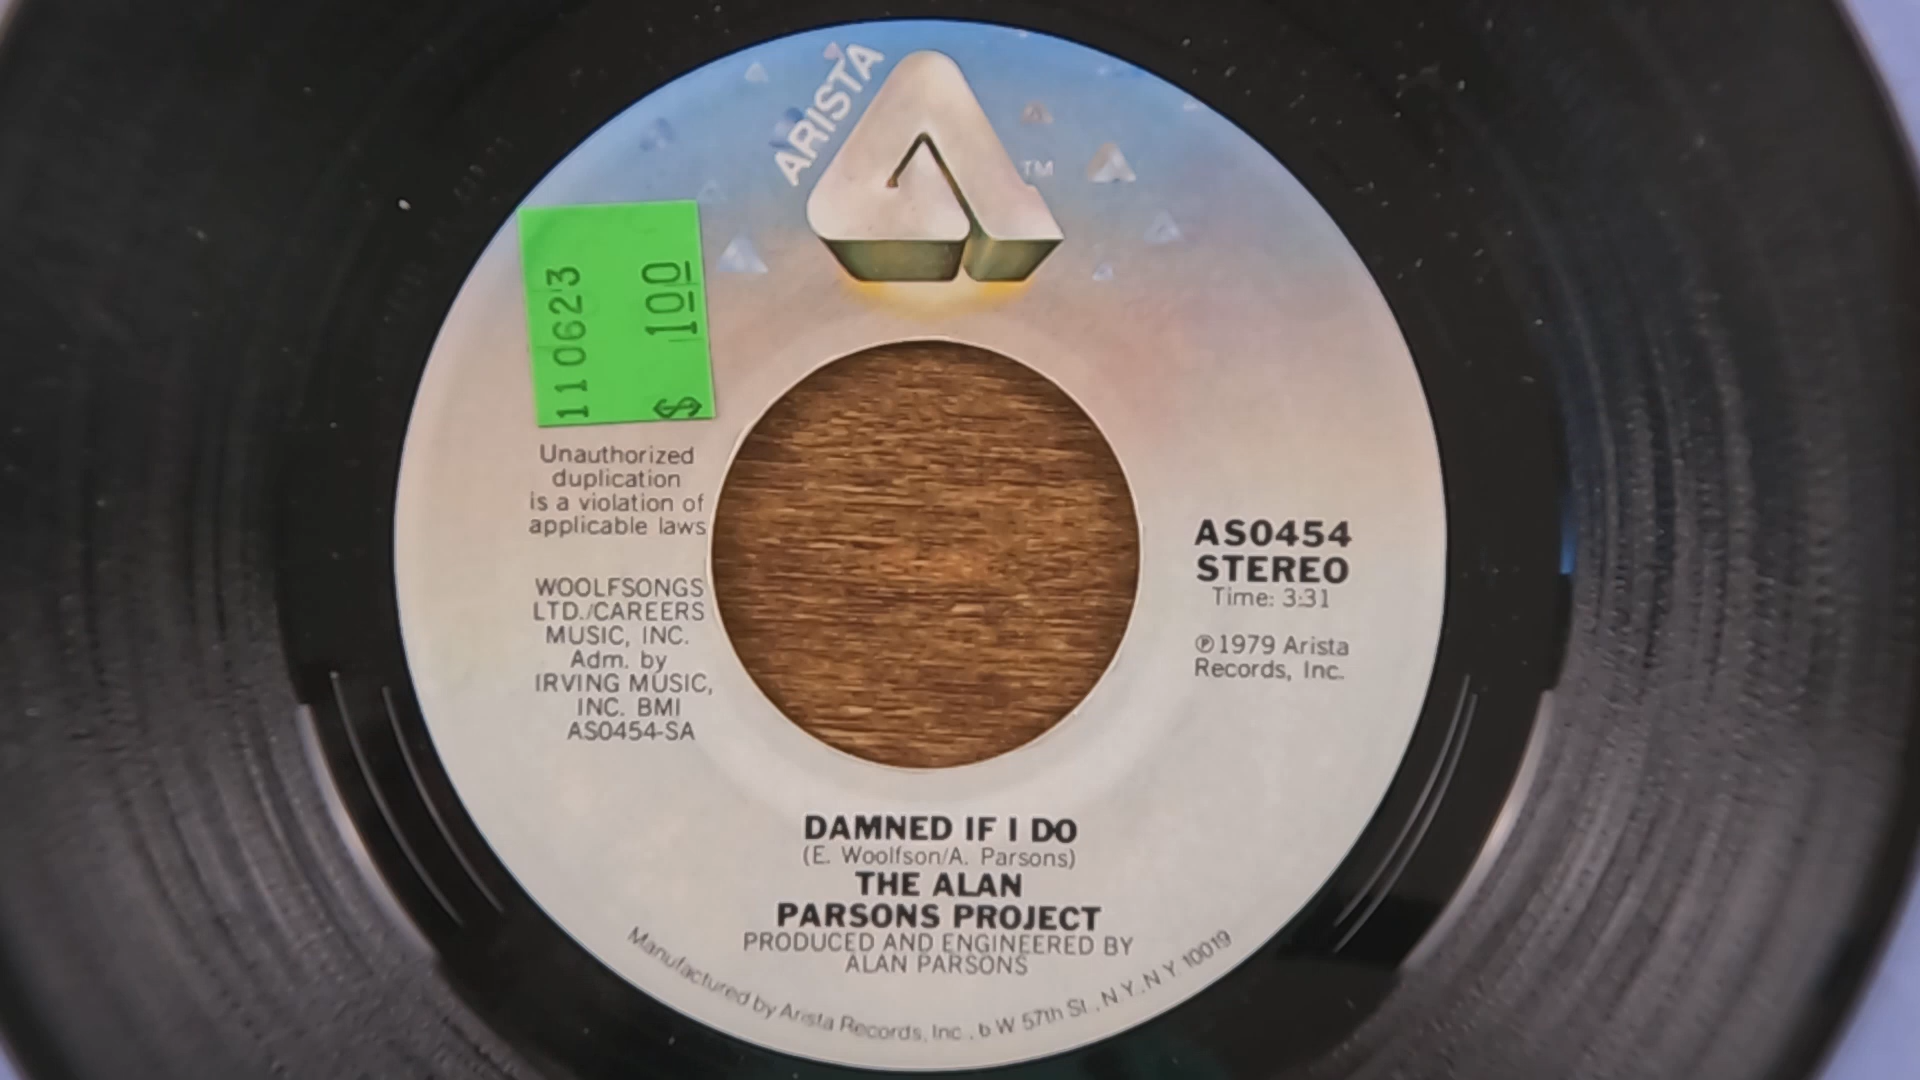 ARISTA
TM
110623
$ 1.00
Unauthorized
duplication
is a violation of
applicable laws
WOOLFSONGS
LTD./CAREERS
MUSIC, INC.
Adm. by
IRVING MUSIC,
INC. BMI
AS0454-SA
AS0454
STEREO
Time: 3:31
℗1979 Arista
Records, Inc.
DAMNED IF I DO
(E. Woolfson/A. Parsons)
THE ALAN
PARSONS PROJECT
PRODUCED AND ENGINEERED BY
ALAN PARSONS
Manufactured by Arista Records, Inc., 6 W 57th St., N.Y., N.Y. 10019